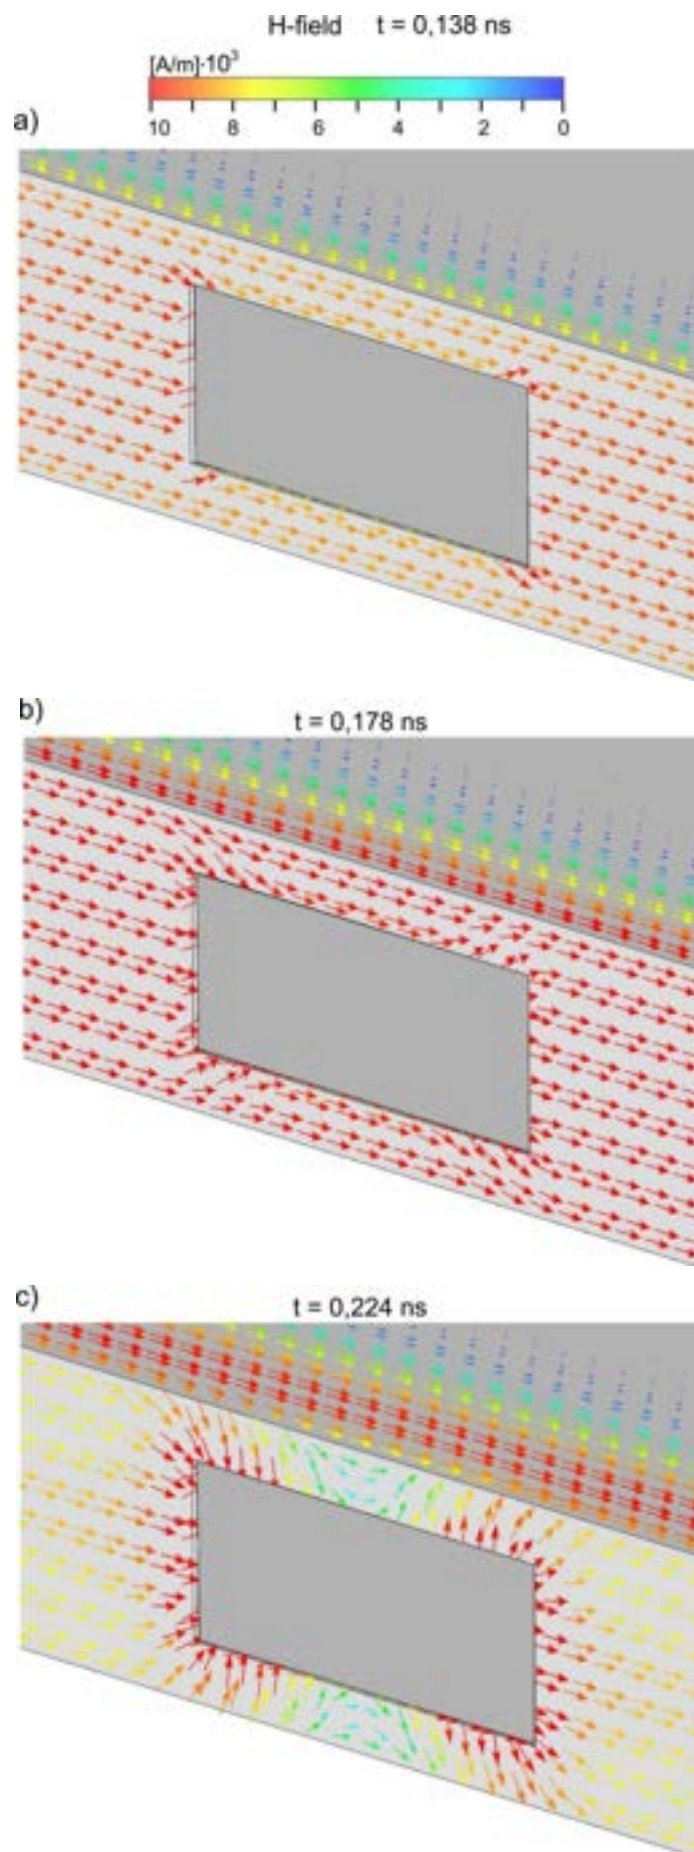 H-field t = 0,138 ns
[A/m]·10³
10 8 6 4 2 0
a)
b)
t = 0,178 ns
c)
t = 0,224 ns